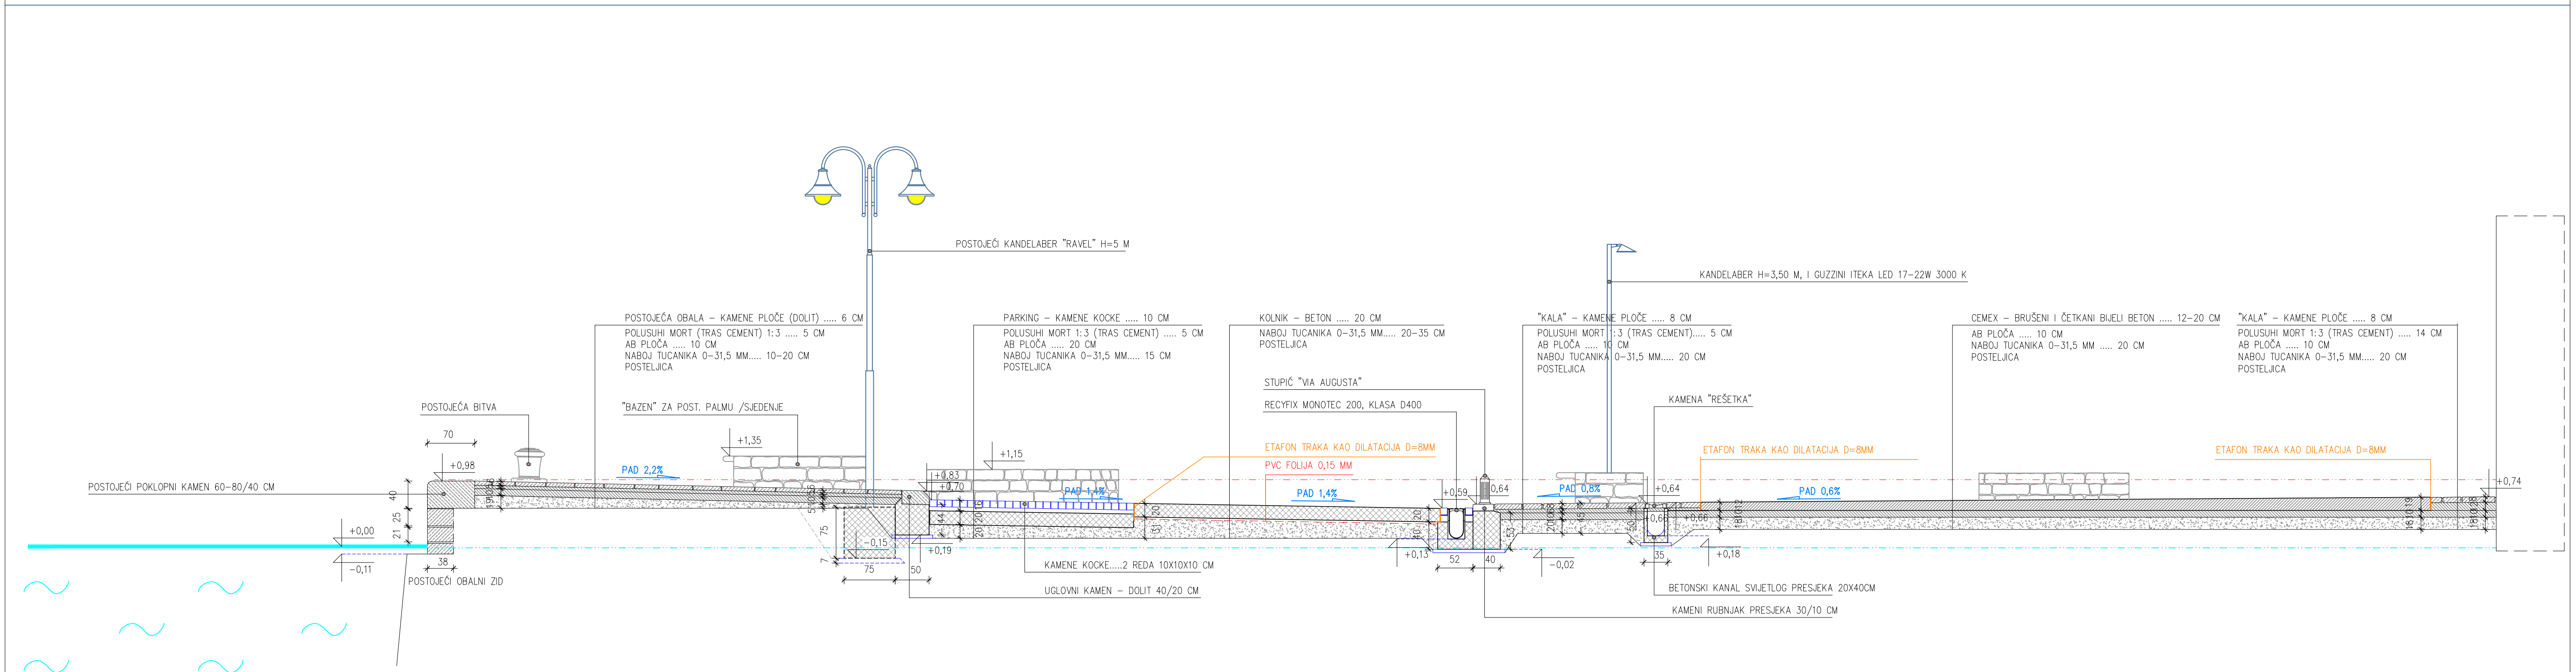 POSTOJEĆI KANDELABER "RAVEL" H=5 M
KANDELABER H=3,50 M, I GUZZINI ITEKA LED 17-22W 3000 K
POSTOJEĆA OBALA - KAMENE PLOČE (DOLIT) ..... 6 CM
POLUSUHI MORT (TRAS CEMENT) 1:3 ..... 5 CM
AB PLOČA ..... 10 CM
NABOJ TUCANIKA 0-31,5 MM..... 10-20 CM
POSTELJICA
PARKING - KAMENE KOCKE ..... 10 CM
POLUSUHI MORT 1:3 (TRAS CEMENT) ..... 5 CM
AB PLOČA ..... 20 CM
NABOJ TUCANIKA 0-31,5 MM..... 15 CM
POSTELJICA
KOLNIK - BETON ..... 20 CM
NABOJ TUCANIKA 0-31,5 MM..... 20-35 CM
POSTELJICA
"KALA" - KAMENE PLOČE ..... 8 CM
POLUSUHI MORT 1:3 (TRAS CEMENT)..... 5 CM
AB PLOČA ..... 10 CM
NABOJ TUCANIKA 0-31,5 MM..... 20 CM
POSTELJICA
CEMEX - BRUŠENI I ČETKANI BIJELI BETON ..... 12-20 CM
AB PLOČA ..... 10 CM
NABOJ TUCANIKA 0-31,5 MM ..... 20 CM
POSTELJICA
"KALA" - KAMENE PLOČE ..... 8 CM
POLUSUHI MORT 1:3 (TRAS CEMENT) ..... 14 CM
AB PLOČA ..... 10 CM
NABOJ TUCANIKA 0-31,5 MM..... 20 CM
POSTELJICA
STUPIĆ "VIA AUGUSTA"
RECYFIX MONOTEC 200, KLASA D400
KAMENA "REŠETKA"
POSTOJEĆA BITVA
"BAZEN" ZA POST. PALMU /SJEDENJE
70
+1,35
+1,15
ETAFON TRAKA KAO DILATACIJA D=8MM
PVC FOLIJA 0,15 MM
ETAFON TRAKA KAO DILATACIJA D=8MM
ETAFON TRAKA KAO DILATACIJA D=8MM
+0,98
PAD 2,2%
+0,83
+0,70
PAD 1,4%
PAD 1,4%
+0,59
0,64
PAD 0,8%
+0,64
PAD 0,6%
+0,74
POSTOJEĆI POKLOPNI KAMEN 60-80/40 CM
40
25
21
+0,00
-0,11
38
POSTOJEĆI OBALNI ZID
75
7
-0,15
75
50
+0,19
44
20
20
40
+0,13
52
40
53
-0,02
+0,66
+0,66
35
+0,18
KAMENE KOCKE.....2 REDA 10X10X10 CM
UGLOVNI KAMEN - DOLIT 40/20 CM
BETONSKI KANAL SVIJETLOG PRESJEKA 20X40CM
KAMENI RUBNJAK PRESJEKA 30/10 CM